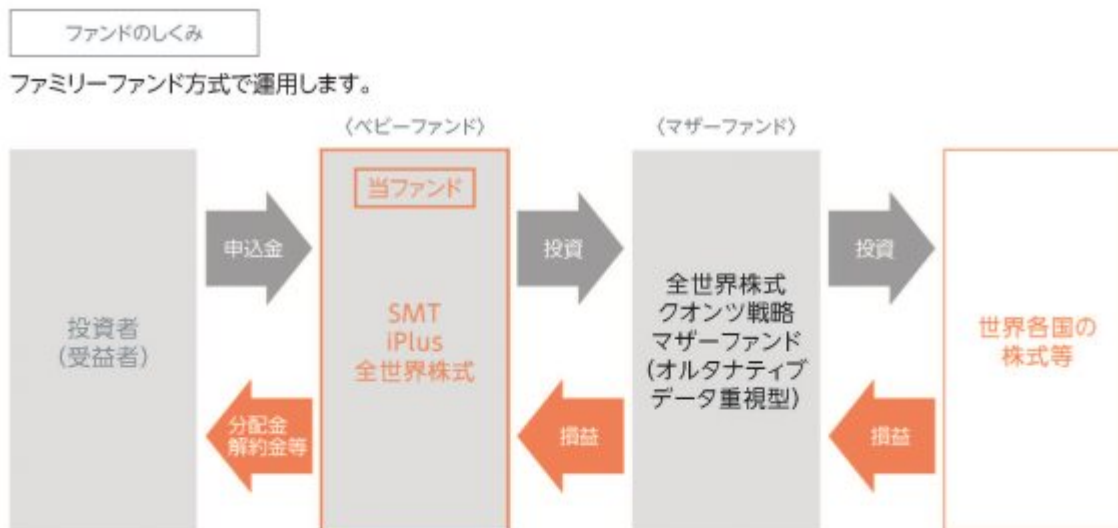 ファンドのしくみ
ファミリーファンド方式で運用します。
〈ベビーファンド〉
〈マザーファンド〉
投資者
(受益者)
申込金
分配金
解約金等
当ファンド
SMT
iPlus
全世界株式
投資
損益
全世界株式
クオンツ戦略
マザーファンド
(オルタナティブ
データ重視型)
投資
損益
世界各国の
株式等